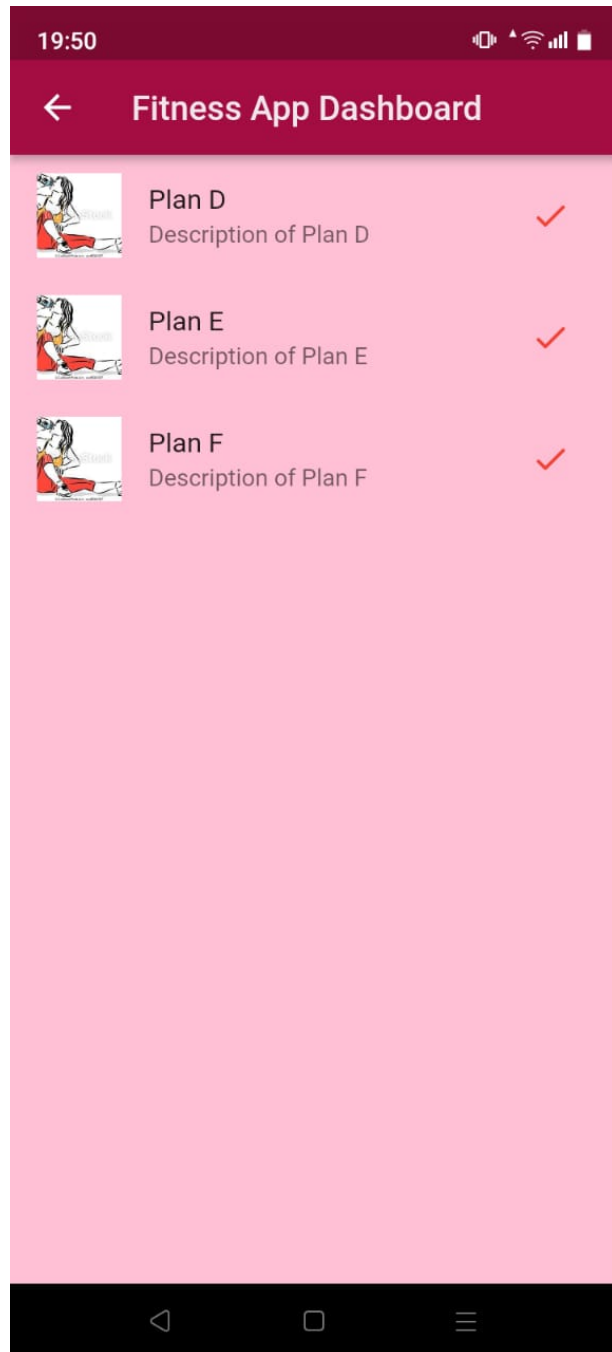 19:50
Fitness App Dashboard
Plan D
Description of Plan D
Plan E
Description of Plan E
Plan F
Description of Plan F